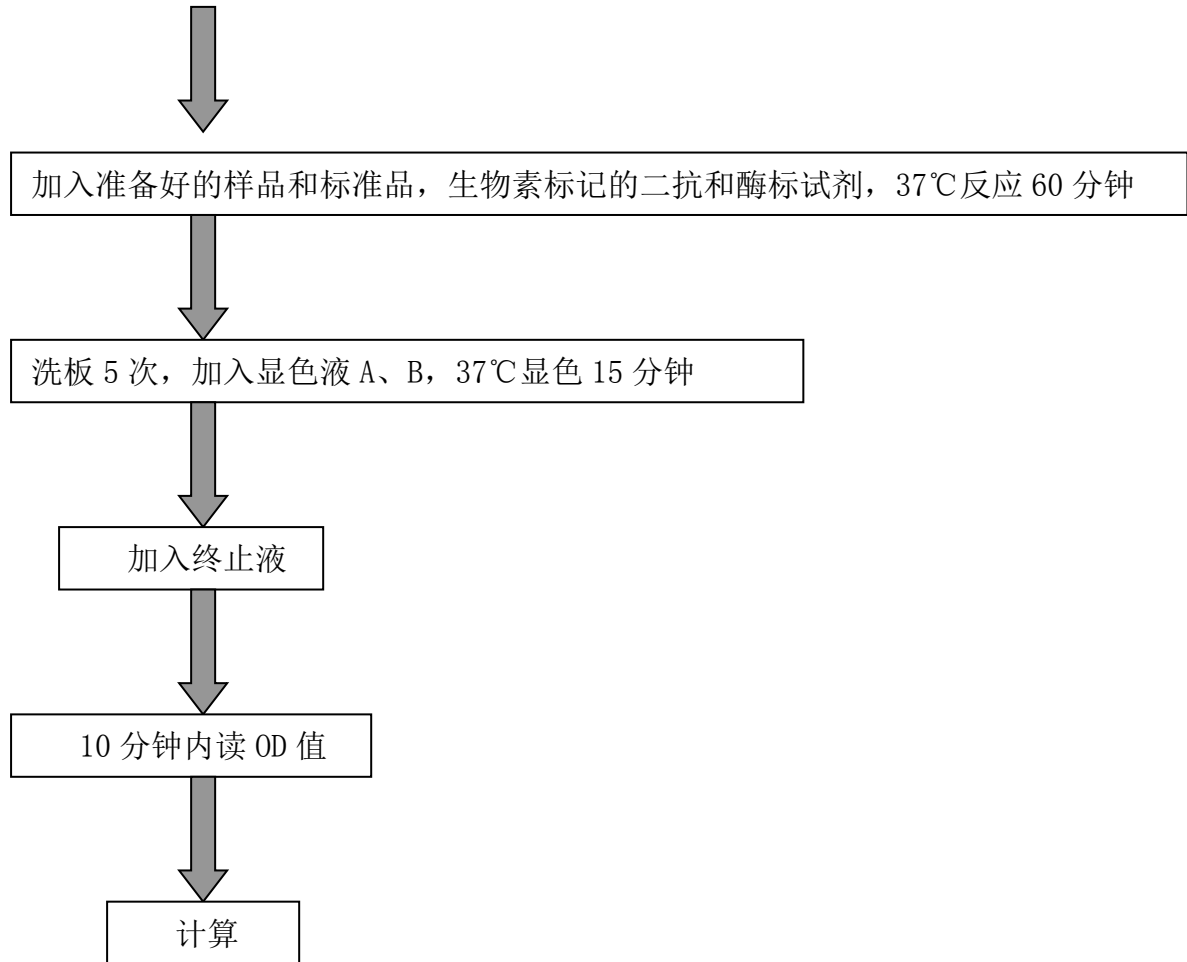 加入准备好的样品和标准品，生物素标记的二抗和酶标试剂，37℃反应 60 分钟
洗板 5 次，加入显色液 A、B，37℃显色 15 分钟
加入终止液
10 分钟内读 OD 值
计算